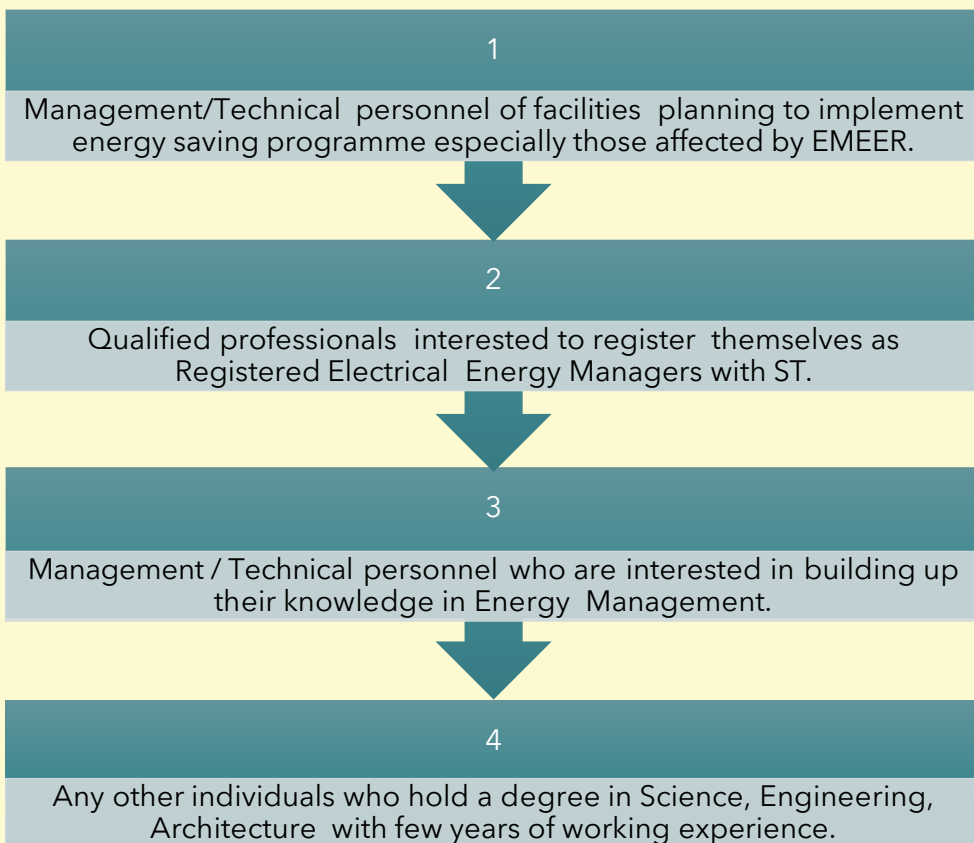 1
Management/Technical personnel of facilities planning to implement
energy saving programme especially those affected by EMEER.
2
Qualified professionals interested to register themselves as
Registered Electrical Energy Managers with ST.
3
Management / Technical personnel who are interested in building up
their knowledge in Energy Management.
4
Any other individuals who hold a degree in Science, Engineering,
Architecture with few years of working experience.